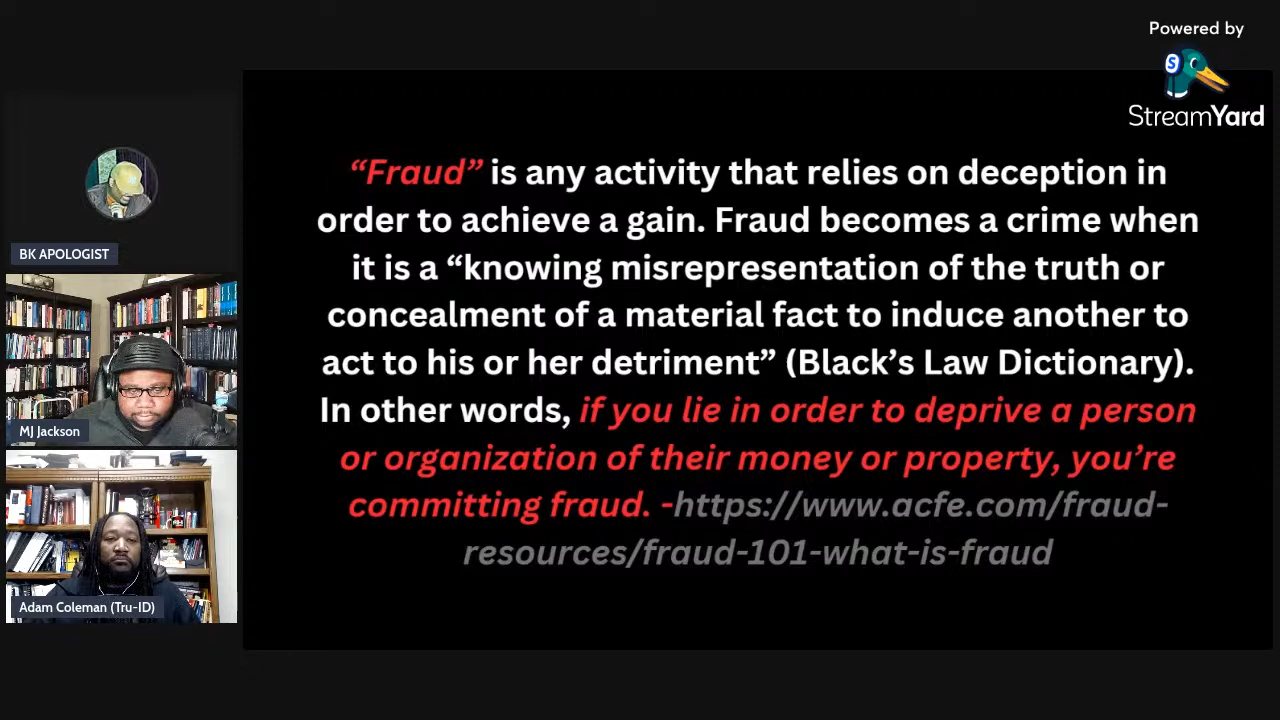 Powered by
S
StreamYard
“Fraud” is any activity that relies on deception in
order to achieve a gain. Fraud becomes a crime when
it is a “knowing misrepresentation of the truth or
concealment of a material fact to induce another to
act to his or her detriment” (Black’s Law Dictionary).
In other words, if you lie in order to deprive a person
or organization of their money or property, you’re
committing fraud. -https://www.acfe.com/fraud-
resources/fraud-101-what-is-fraud
BK APOLOGIST
MJ Jackson
Adam Coleman (Tru-ID)